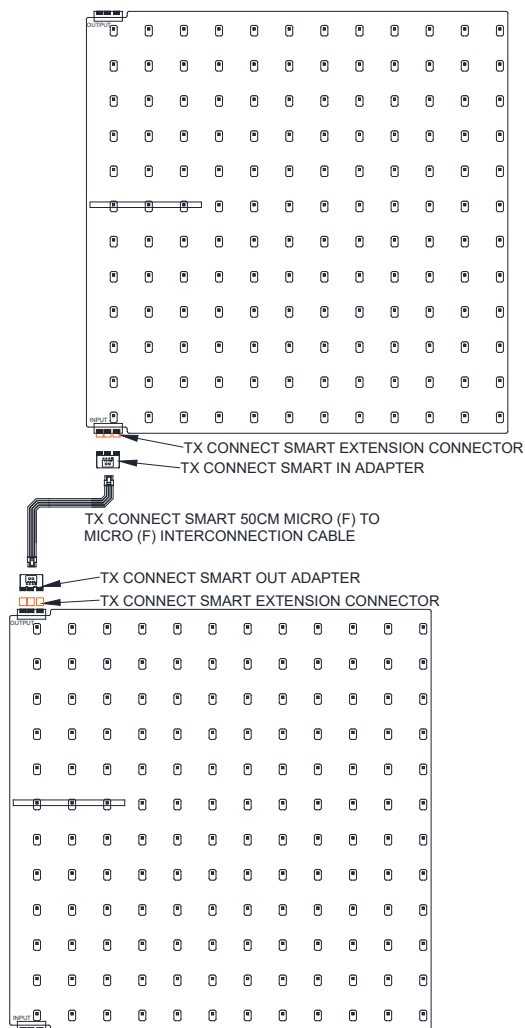 OUTPUT
INPUT
TX CONNECT SMART EXTENSION CONNECTOR
TX CONNECT SMART IN ADAPTER
TX CONNECT SMART 50CM MICRO (F) TO
MICRO (F) INTERCONNECTION CABLE
TX CONNECT SMART OUT ADAPTER
TX CONNECT SMART EXTENSION CONNECTOR
OUTPUT
INPUT